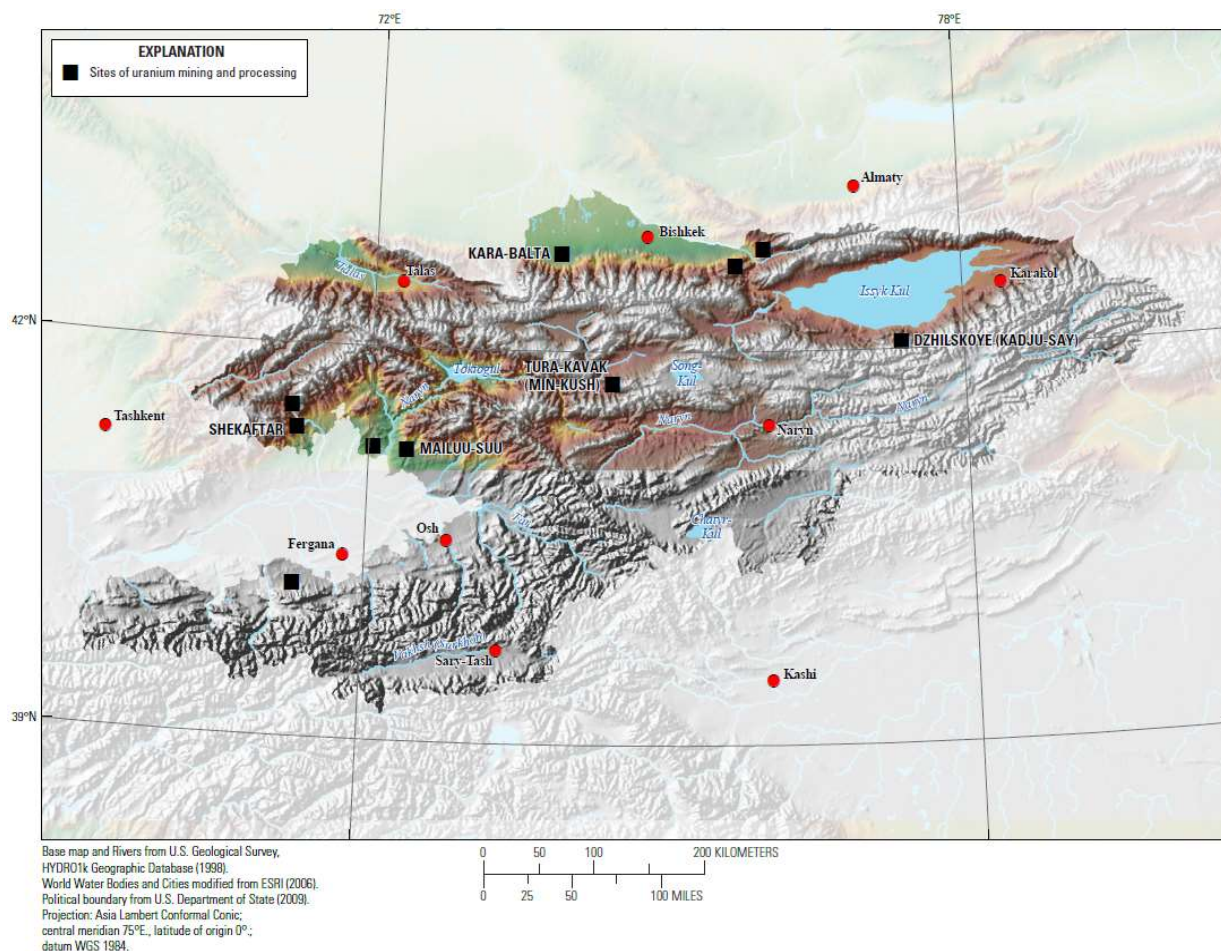 72°E
78°E
EXPLANATION
Sites of uranium mining and processing
Almaty
Bishkek
KARA-BALTA
Talas
Talas
Issyk Kul
Karakol
42°N
DZHILSKOYE (KADJU-SAY)
Toktogul
TURA-KAVAK
(MIN-KUSH)
Song-
Kul
Naryn
Naryn
Naryn
Tashkent
SHEKAFTAR
Naryn
MAILUU-SUU
Chatyr-
Kull
Tar
Osh
Fergana
Vakhsh (Surkhob)
Sary-Tash
Kashi
39°N
Base map and Rivers from U.S. Geological Survey,
HYDRO1k Geographic Database (1998).
World Water Bodies and Cities modified from ESRI (2006).
Political boundary from U.S. Department of State (2009).
Projection: Asia Lambert Conformal Conic;
central meridian 75°E., latitude of origin 0°.;
datum WGS 1984.
0 50 100 200 KILOMETERS
0 25 50 100 MILES